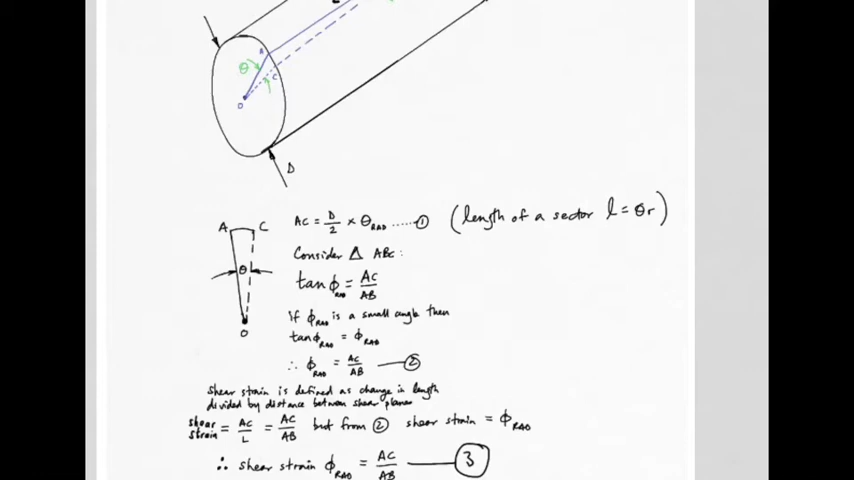 A
θ
C
O
D
AC = D/2 × θRAD ......① (length of a sector l = θr)
A C
θ
O
Consider Δ ABC:
tan ϕRAD = AC/AB
If ϕRAD is a small angle then
tanϕRAD = ϕRAD
∴ ϕRAD = AC/AB — ②
Shear strain is defined as change in length
divided by distance between shear planes
shear strain = AC/L = AC/AB but from ② shear strain = ϕRAD
∴ shear strain ϕRAD = AC/AB — ③